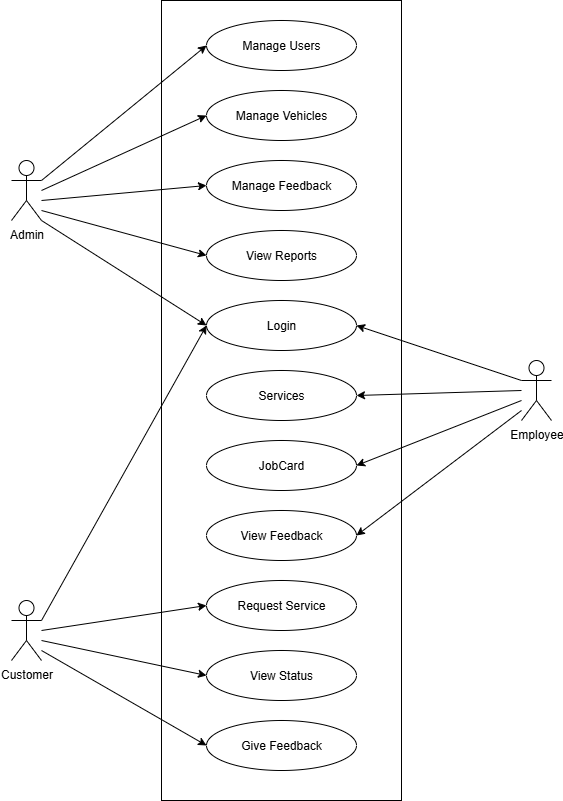 Manage Users
Manage Vehicles
Manage Feedback
Admin
View Reports
Login
Services
Employee
JobCard
View Feedback
Request Service
Customer
View Status
Give Feedback